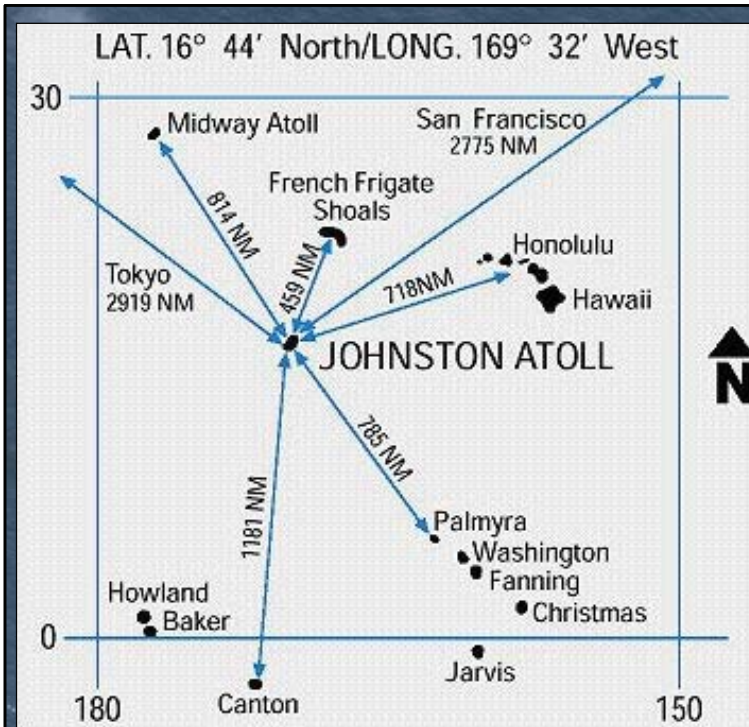 LAT. 16° 44' North/LONG. 169° 32' West
30
Midway Atoll
San Francisco
2775 NM
French Frigate
Shoals
814 NM
459 NM
Honolulu
718NM
Hawaii
Tokyo
2919 NM
JOHNSTON ATOLL
N
785 NM
1181 NM
Palmyra
Washington
Fanning
Christmas
Howland
Baker
0
Jarvis
Canton
180
150